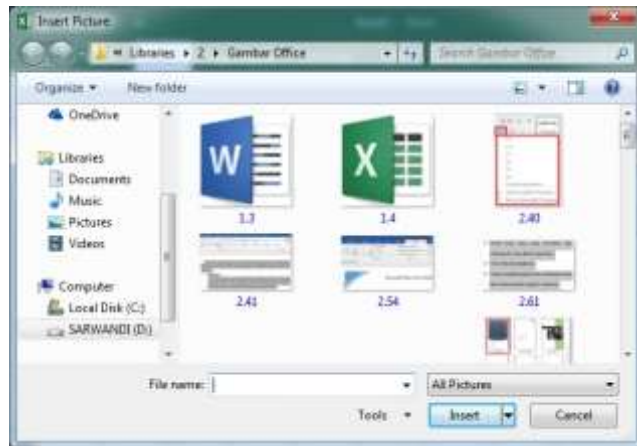 Insert Picture
« Libraries ▸ 2 ▸ Gambar Office
Search Gambar Office
Organize ▾ New folder
OneDrive
Libraries
Documents
Music
Pictures
Videos
Computer
Local Disk (C:)
SARWANDI (D:)
W
X
1.3 1.4 2.40
2.41 2.54 2.61
File name:
All Pictures
Tools ▾ Insert Cancel